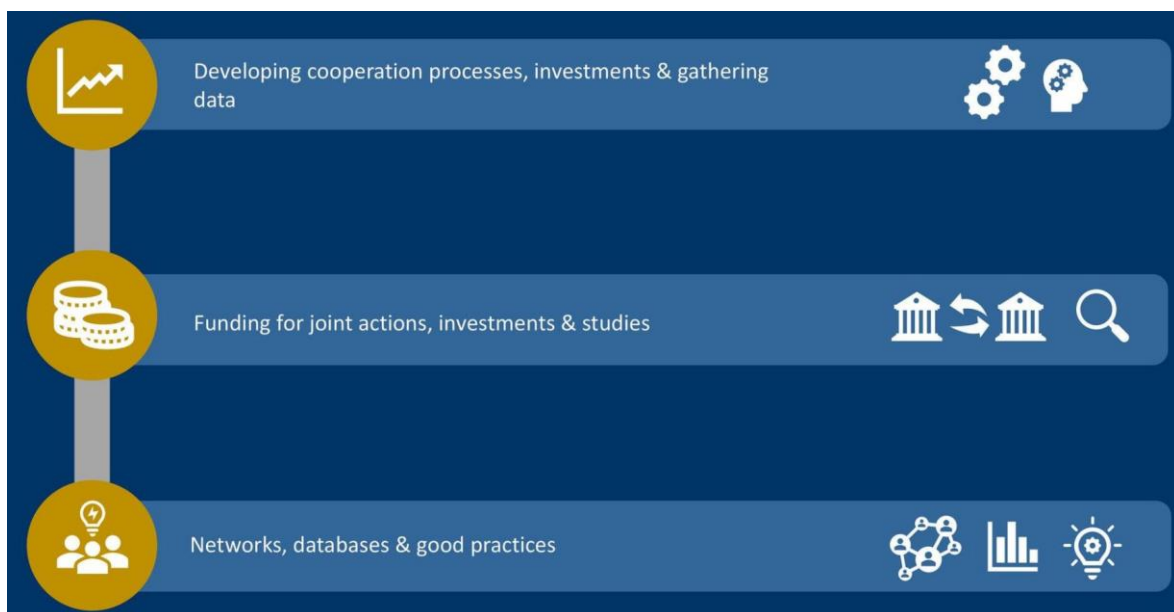 Developing cooperation processes, investments & gathering
data
Funding for joint actions, investments & studies
Networks, databases & good practices